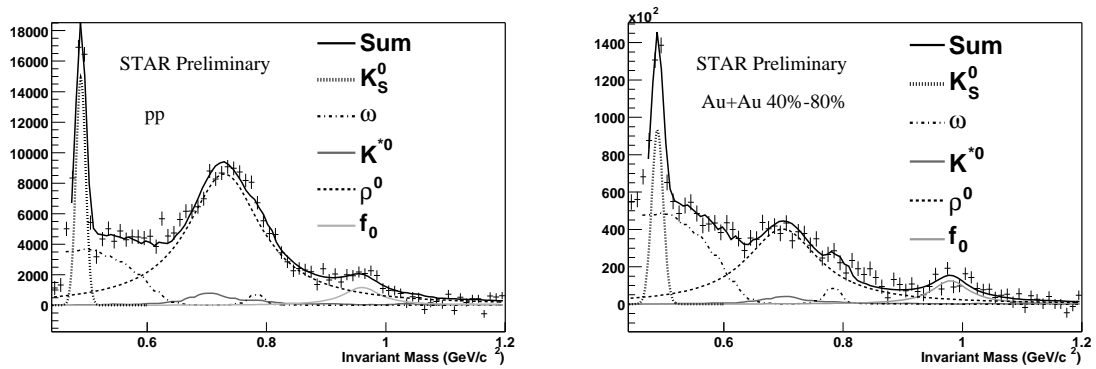 18000
16000
14000
12000
10000
8000
6000
4000
2000
0
STAR Preliminary
pp
Sum
K⁰_S
ω
K*⁰
ρ⁰
f₀
0.6 0.8 1 1.2
Invariant Mass (GeV/c²)
×10²
1400
1200
1000
800
600
400
200
0
STAR Preliminary
Au+Au 40%-80%
Sum
K⁰_S
ω
K*⁰
ρ⁰
f₀
0.6 0.8 1 1.2
Invariant Mass (GeV/c²)